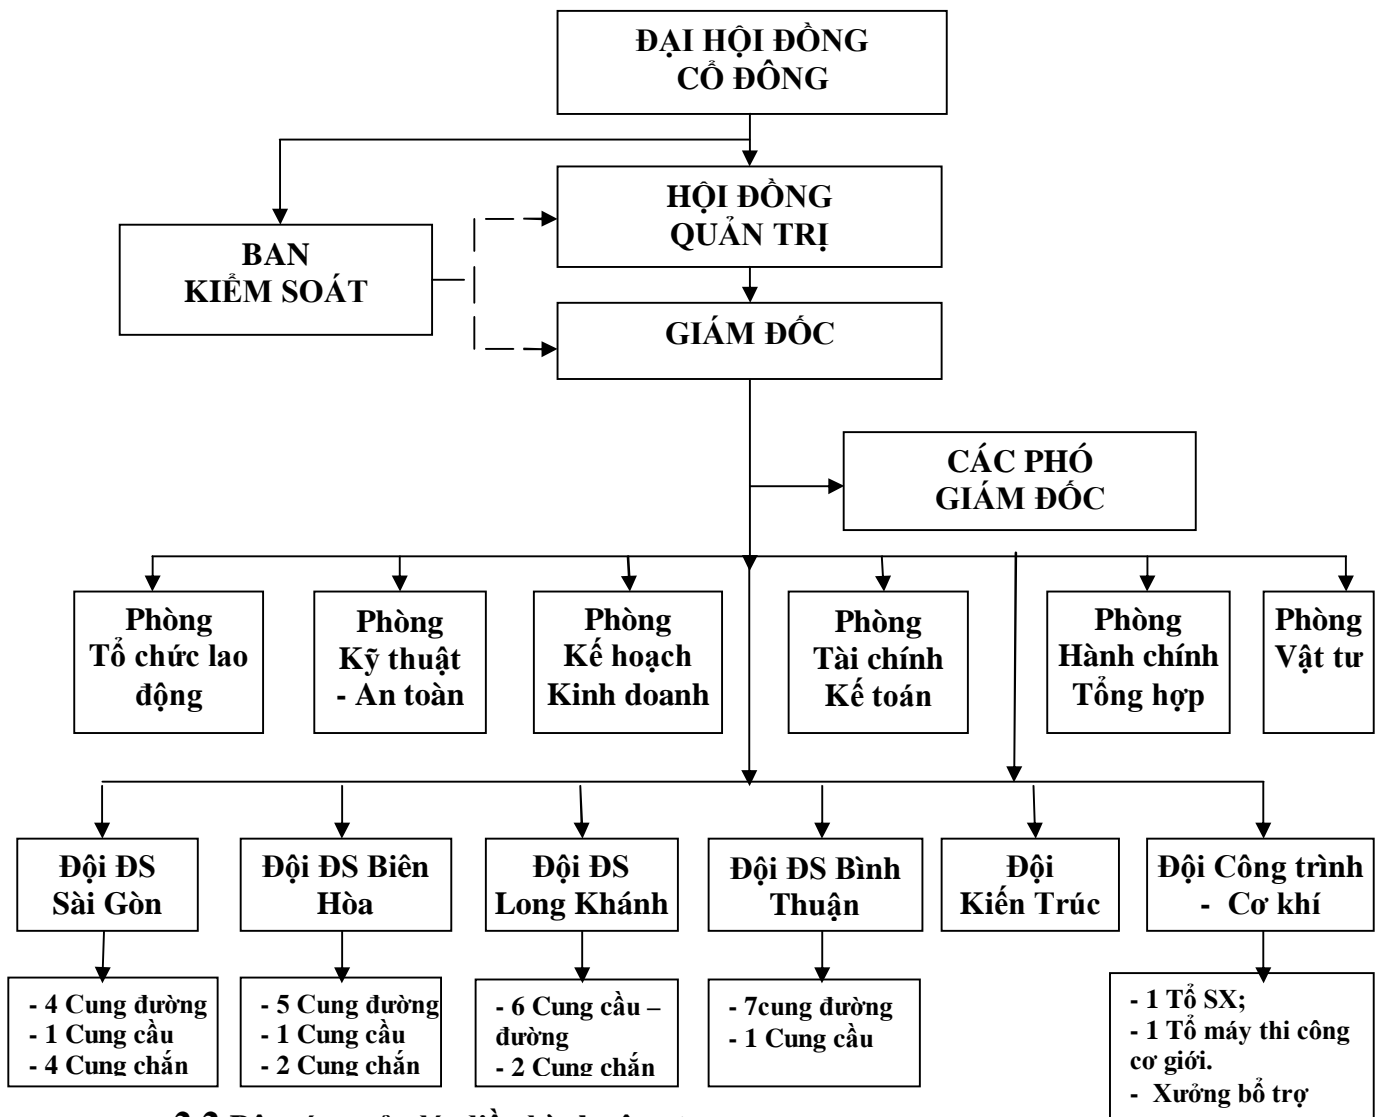 ĐẠI HỘI ĐỒNG
CỔ ĐÔNG
HỘI ĐỒNG
QUẢN TRỊ
BAN
KIỂM SOÁT
GIÁM ĐỐC
CÁC PHÓ
GIÁM ĐỐC
Phòng
Tổ chức lao
động
Phòng
Kỹ thuật
- An toàn
Phòng
Kế hoạch
Kinh doanh
Phòng
Tài chính
Kế toán
Phòng
Hành chính
Tổng hợp
Phòng
Vật tư
Đội ĐS
Sài Gòn
Đội ĐS Biên
Hòa
Đội ĐS
Long Khánh
Đội ĐS Bình
Thuận
Đội
Kiến Trúc
Đội Công trình
- Cơ khí
- 4 Cung đường
- 1 Cung cầu
- 4 Cung chắn
- 5 Cung đường
- 1 Cung cầu
- 2 Cung chắn
- 6 Cung cầu –
đường
- 2 Cung chắn
- 7cung đường
- 1 Cung cầu
- 1 Tổ SX;
- 1 Tổ máy thi công
cơ giới.
- Xưởng bổ trợ
2.2